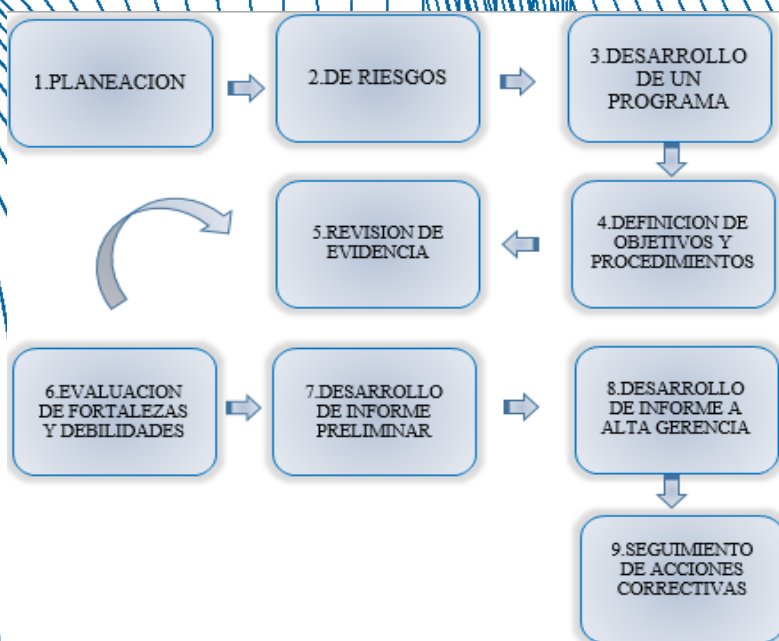 1.PLANEACION
2.DE RIESGOS
3.DESARROLLO
DE UN
PROGRAMA
4.DEFINICION DE
OBJETIVOS Y
PROCEDIMIENTOS
5.REVISION DE
EVIDENCIA
6.EVALUACION
DE FORTALEZAS
Y DEBILIDADES
7.DESARROLLO
DE INFORME
PRELIMINAR
8.DESARROLLO
DE INFORME A
ALTA GERENCIA
9.SEGUIMIENTO
DE ACCIONES
CORRECTIVAS